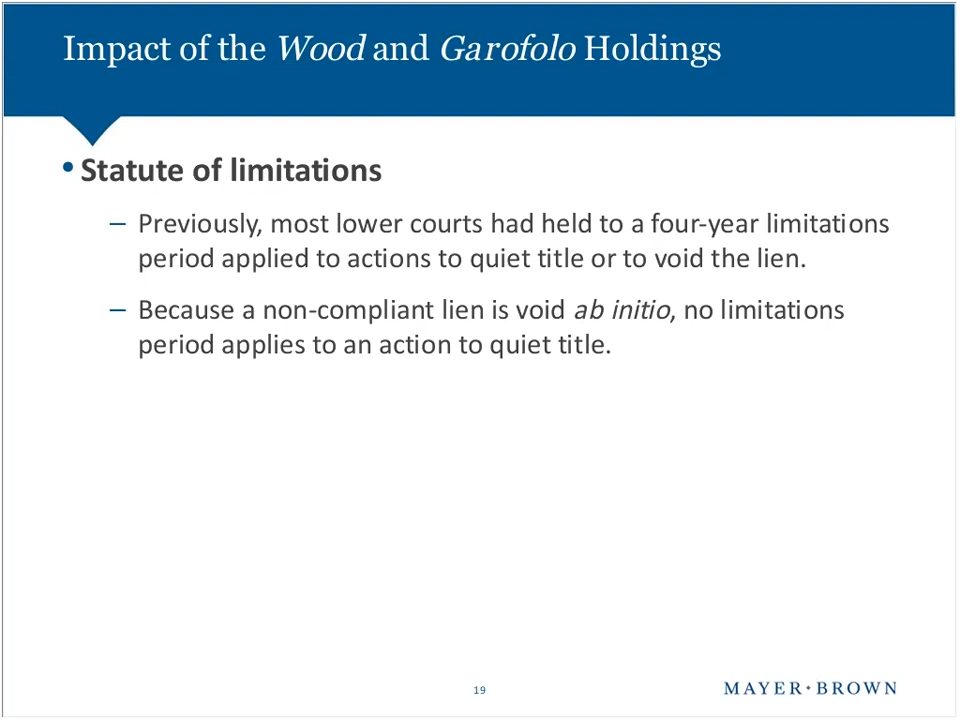 Impact of the Wood and Garofolo Holdings
• Statute of limitations
– Previously, most lower courts had held to a four-year limitations
period applied to actions to quiet title or to void the lien.
– Because a non-compliant lien is void ab initio, no limitations
period applies to an action to quiet title.
19
MAYER • BROWN